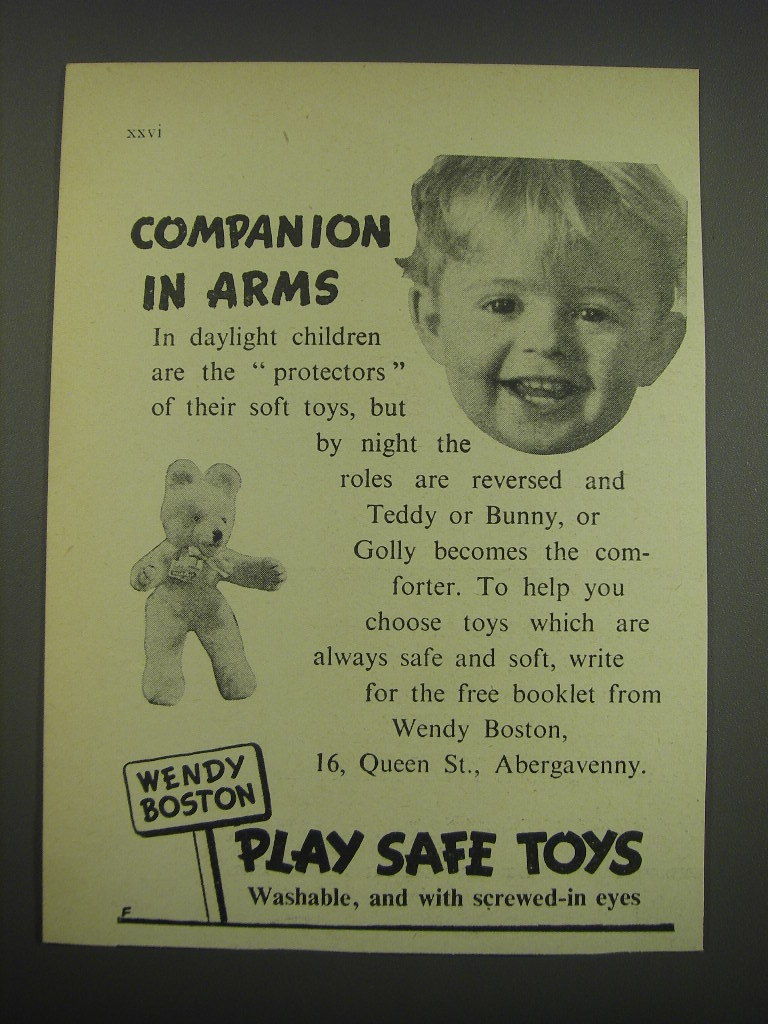 xxvi
COMPANION
IN ARMS
In daylight children
are the " protectors "
of their soft toys, but
by night the
roles are reversed and
Teddy or Bunny, or
Golly becomes the com-
forter. To help you
choose toys which are
always safe and soft, write
for the free booklet from
Wendy Boston,
16, Queen St., Abergavenny.
WENDY
BOSTON
PLAY SAFE TOYS
Washable, and with screwed-in eyes
F